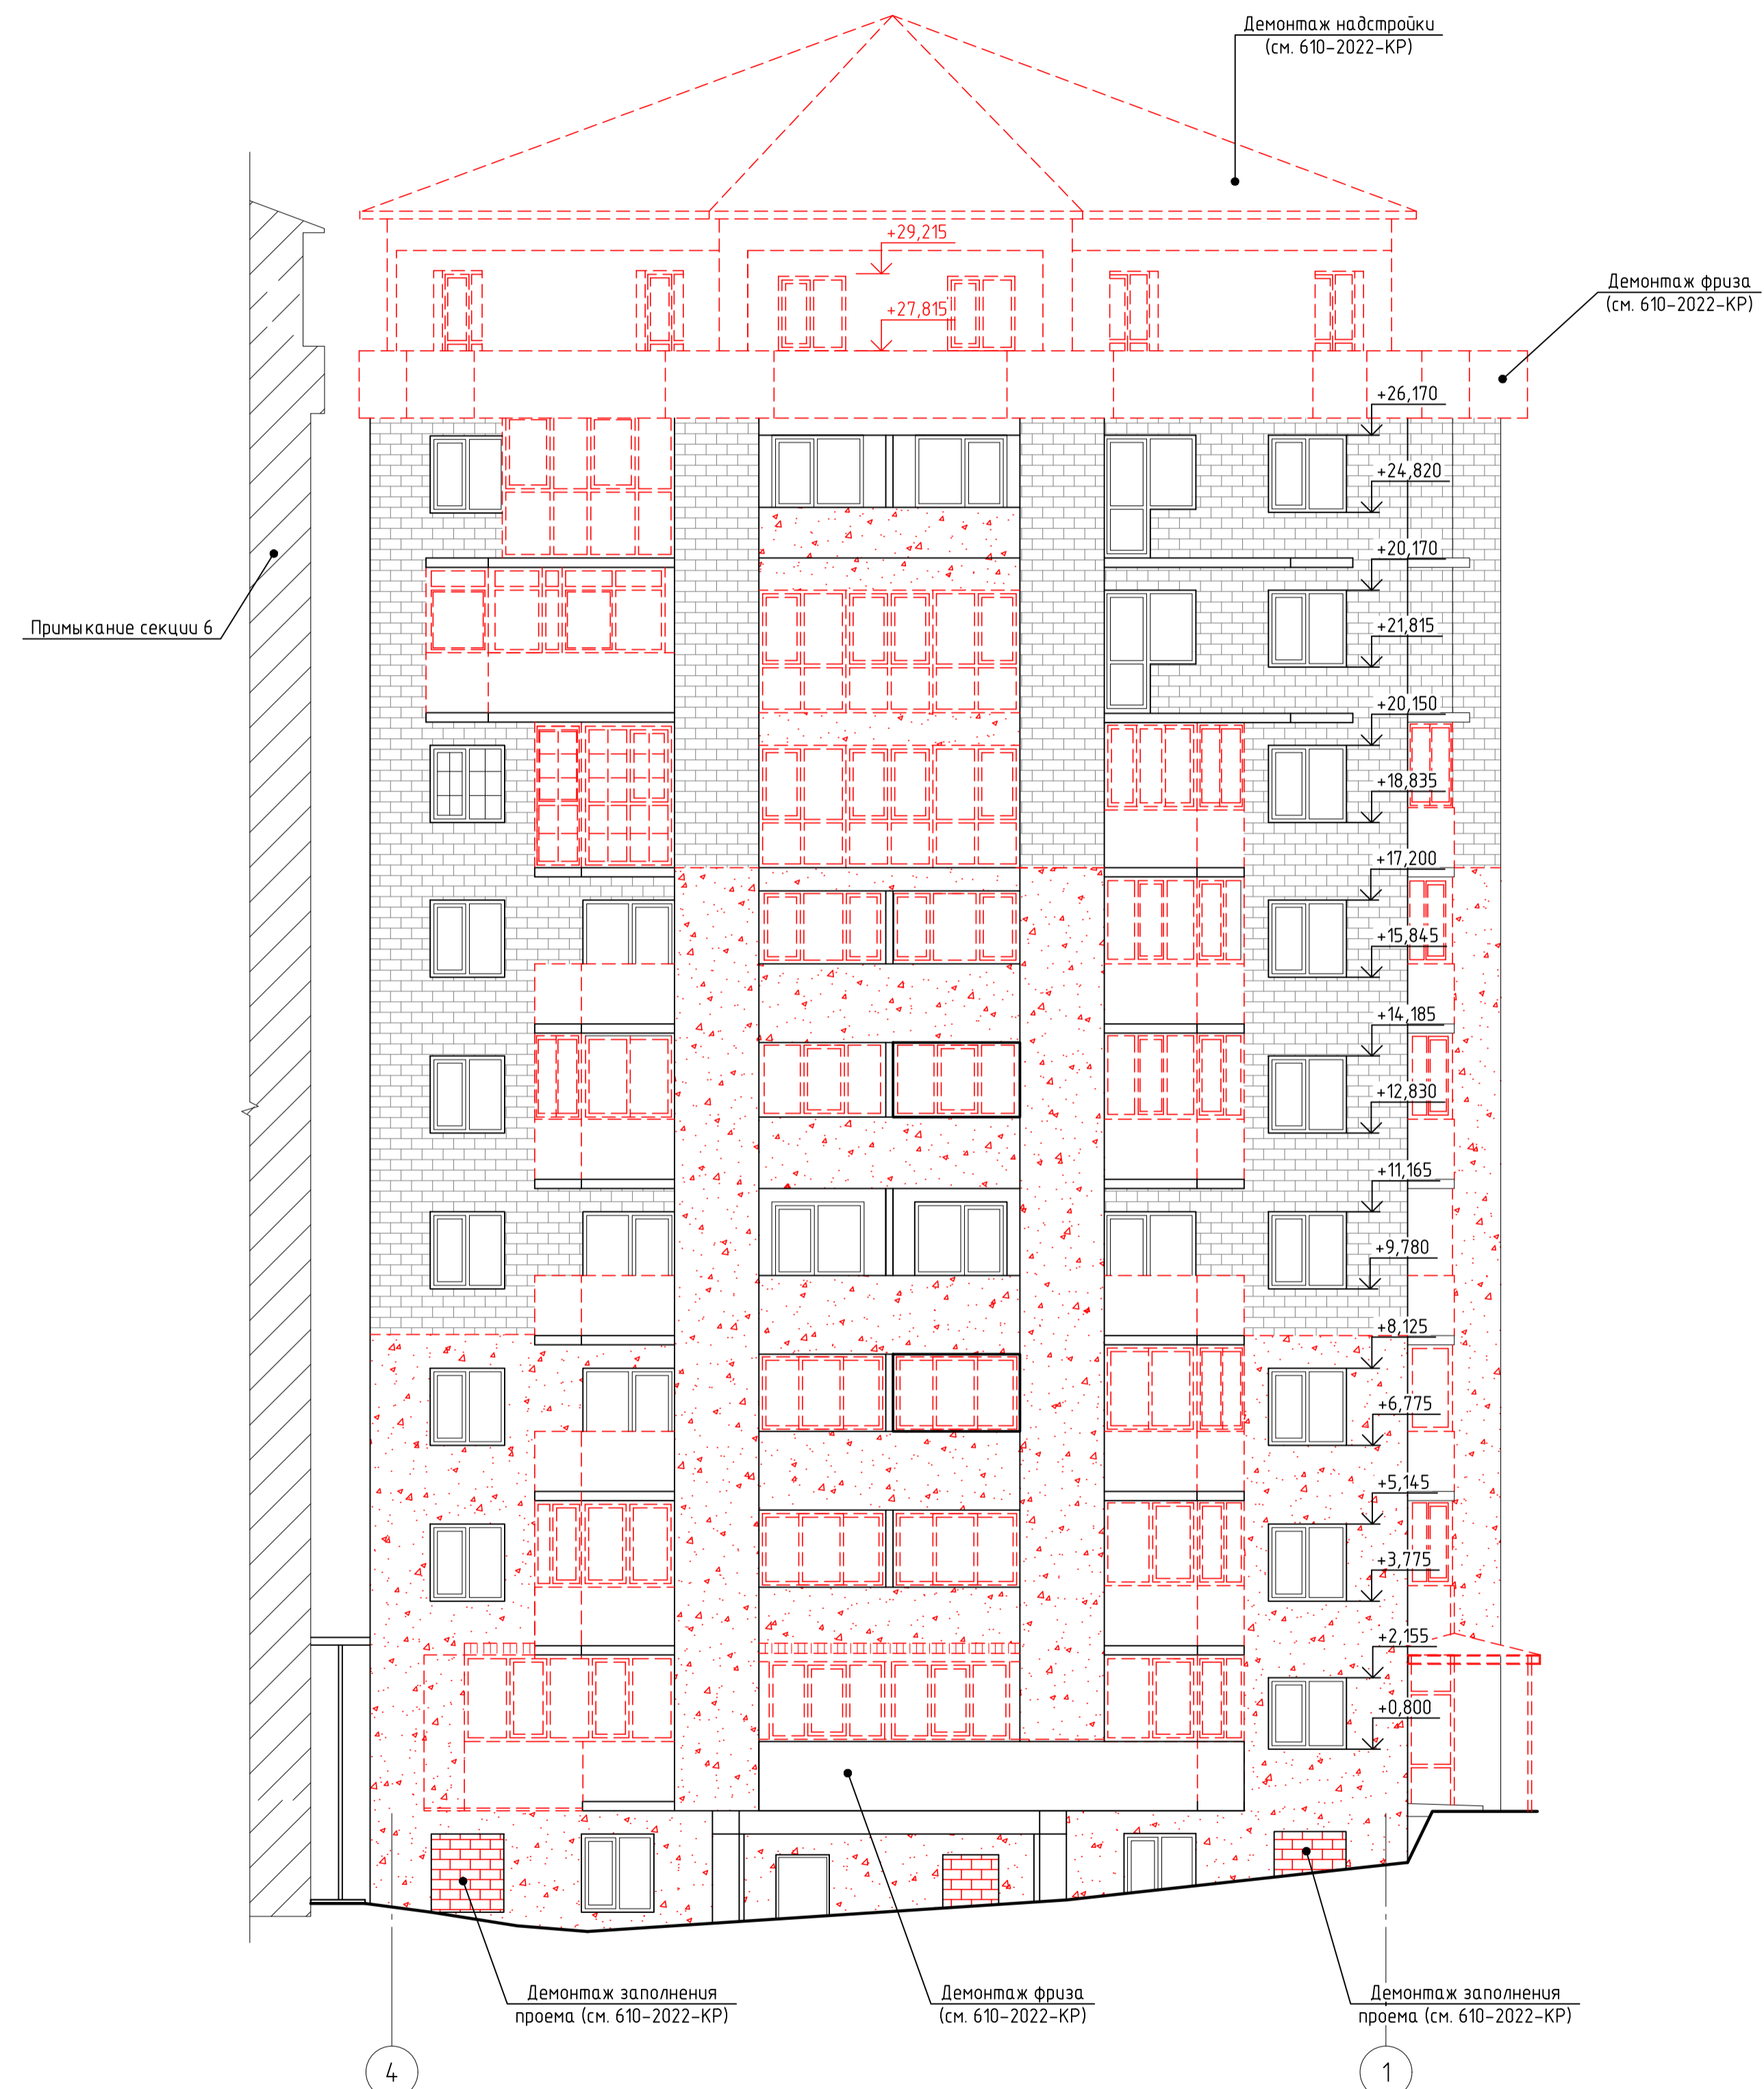 Демонтаж надстройки
(см. 610-2022-КР)
+29,215
Демонтаж фриза
(см. 610-2022-КР)
+27,815
+26,170
+24,820
+20,170
Примыкание секции 6
+21,815
+20,150
+18,835
+17,200
+15,845
+14,185
+12,830
+11,165
+9,780
+8,125
+6,775
+5,145
+3,775
+2,155
+0,800
Демонтаж заполнения
проема (см. 610-2022-КР)
Демонтаж фриза
(см. 610-2022-КР)
Демонтаж заполнения
проема (см. 610-2022-КР)
4
1